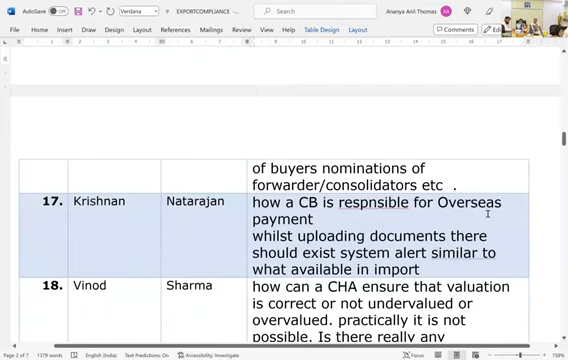 AutoSave Off
Verdana
EXPORTCOMPLIANCE -...
Search
Ananya Anil Thomas
AA
File Home Insert Draw Design Layout References Mailings Review View Help Table Design Layout
Comments
of buyers nominations of
forwarder/consolidators etc .
17. Krishnan Natarajan how a CB is respnsible for Overseas
payment
whilst uploading documents there
should exist system alert similar to
what available in import
18. Vinod Sharma how can a CHA ensure that valuation
is correct or not undervalued or
overvalued. practically it is not
possible. Is there really any
Page 2 of 7 1379 words English (India) Text Predictions: On Accessibility: Investigate Focus 158%